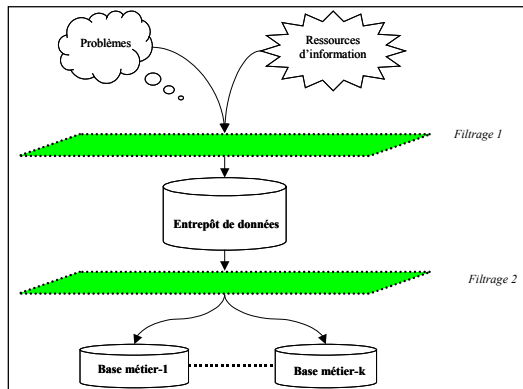 Problèmes
Ressources
d'information
Filtrage 1
Entrepôt de données
Filtrage 2
Base métier-1
Base métier-k